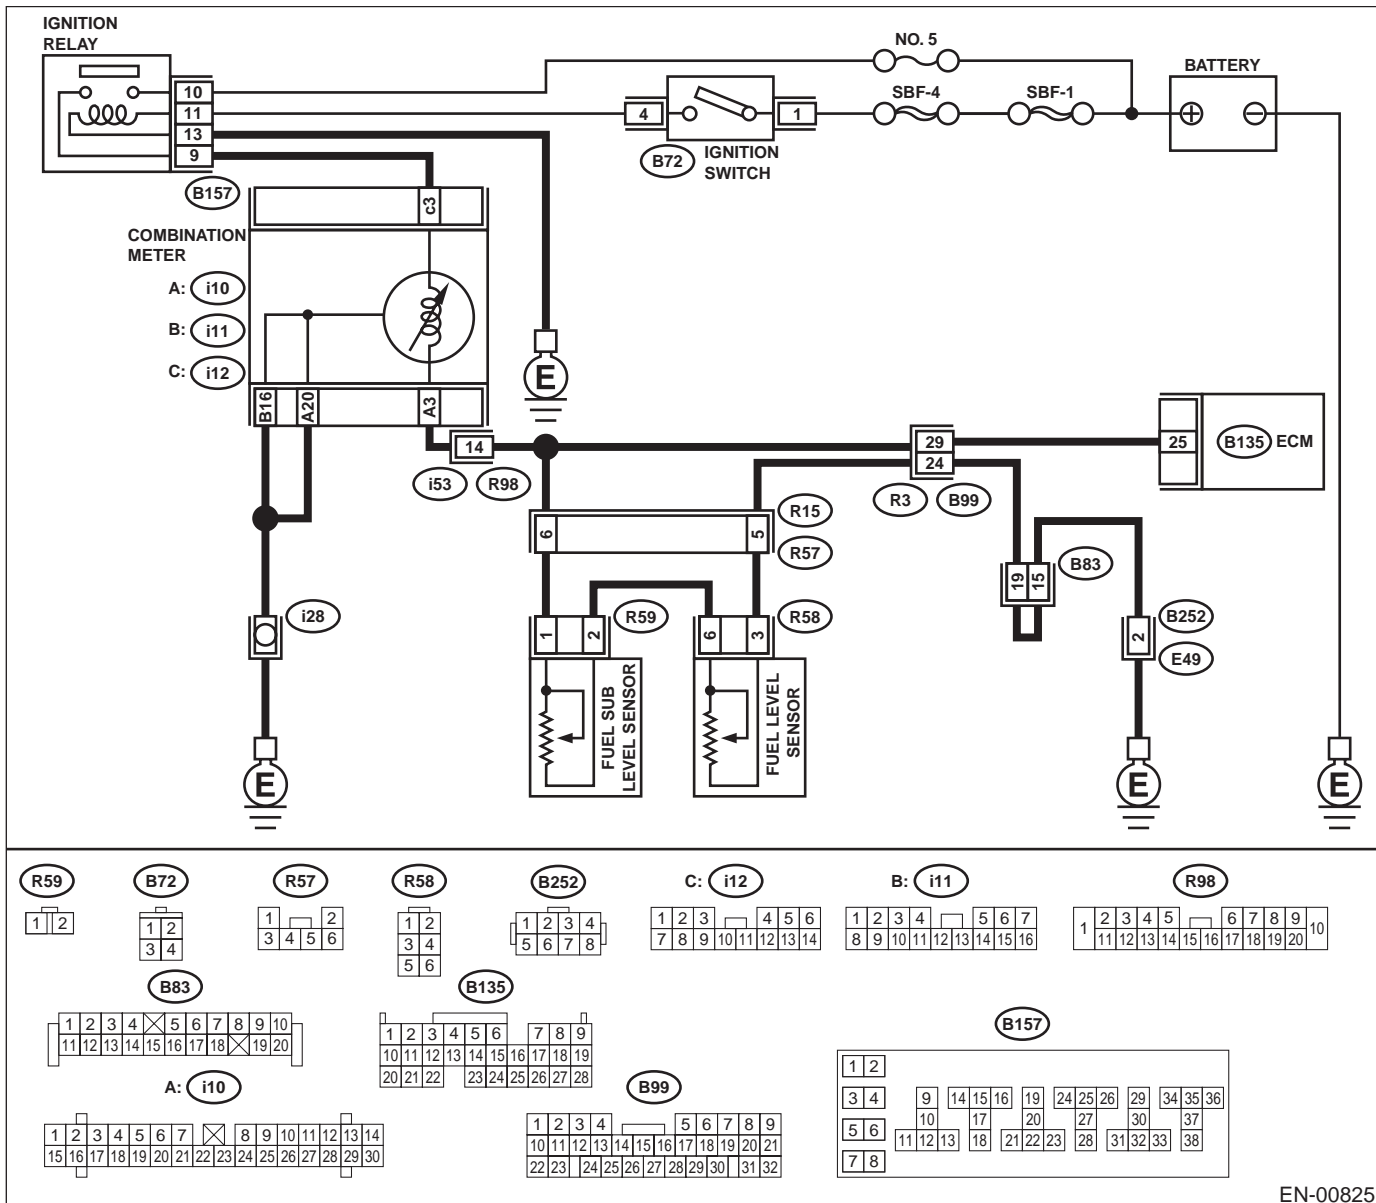 IGNITION
RELAY
NO. 5
BATTERY
SBF-4
SBF-1
10
11
13
9
4
1
B72
IGNITION
SWITCH
B157
c3
COMBINATION
METER
A: i10
B: i11
C: i12
E
B16
A20
A3
14
i53
R98
29
24
R3
B99
25
B135
ECM
R15
R57
6
5
19
15
B83
i28
1
2
R59
6
3
R58
2
B252
E49
FUEL SUB
LEVEL SENSOR
FUEL LEVEL
SENSOR
E
E
E
R59
B72
R57
R58
B252
C: i12
B: i11
R98
1 2
1 2
3 4
1 2
3 4 5 6
1 2
3 4
5 6
1 2 3 4
5 6 7 8
1 2 3 4 5 6
7 8 9 10 11 12 13 14
1 2 3 4 5 6 7
8 9 10 11 12 13 14 15 16
1 2 3 4 5 6 7 8 9 10
11 12 13 14 15 16 17 18 19 20
B83
1 2 3 4 5 6 7 8 9 10
11 12 13 14 15 16 17 18 19 20
B135
1 2 3 4 5 6 7 8 9
10 11 12 13 14 15 16 17 18 19
20 21 22 23 24 25 26 27 28
B157
1 2
3 4 9 14 15 16 19 24 25 26 29 34 35 36
10 17 20 27 30 37
5 6 11 12 13 18 21 22 23 28 31 32 33 38
7 8
A: i10
1 2 3 4 5 6 7 8 9 10 11 12 13 14
15 16 17 18 19 20 21 22 23 24 25 26 27 28 29 30
B99
1 2 3 4 5 6 7 8 9
10 11 12 13 14 15 16 17 18 19 20 21
22 23 24 25 26 27 28 29 30 31 32
EN-00825